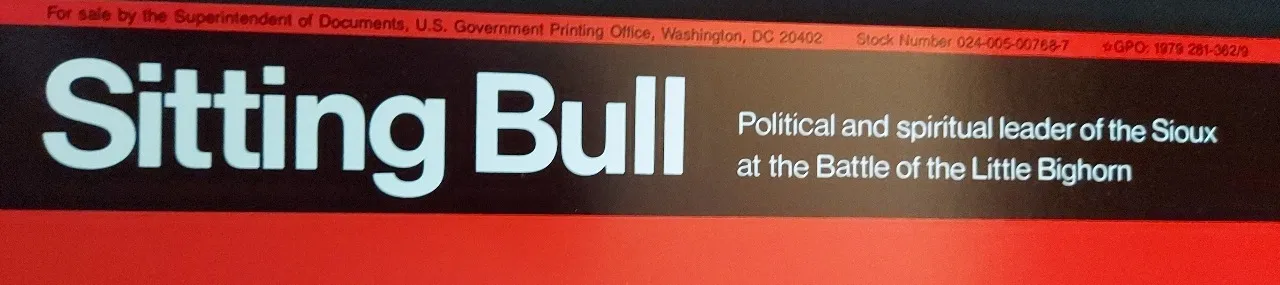 For sale by the Superintendent of Documents, U.S. Government Printing Office, Washington, DC 20402 Stock Number 024-005-00768-7 ☆GPO: 1979 281-362/9
Sitting Bull
Political and spiritual leader of the Sioux
at the Battle of the Little Bighorn